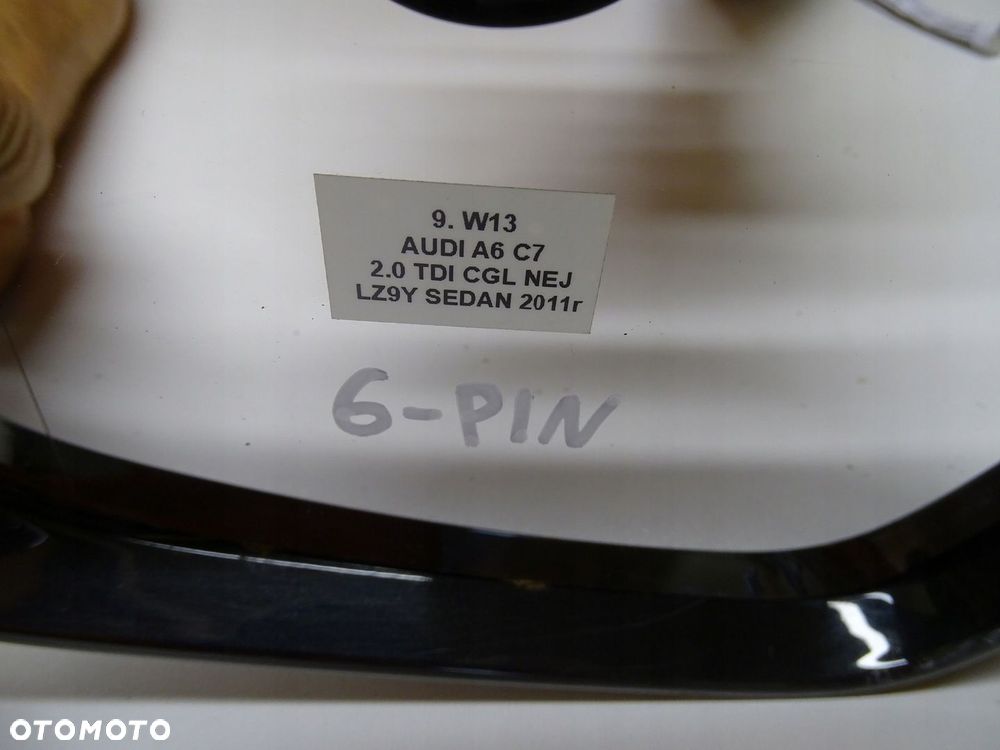 9. W13
AUDI A6 C7
2.0 TDI CGL NEJ
LZ9Y SEDAN 2011r
6-PIN
OTOMOTO